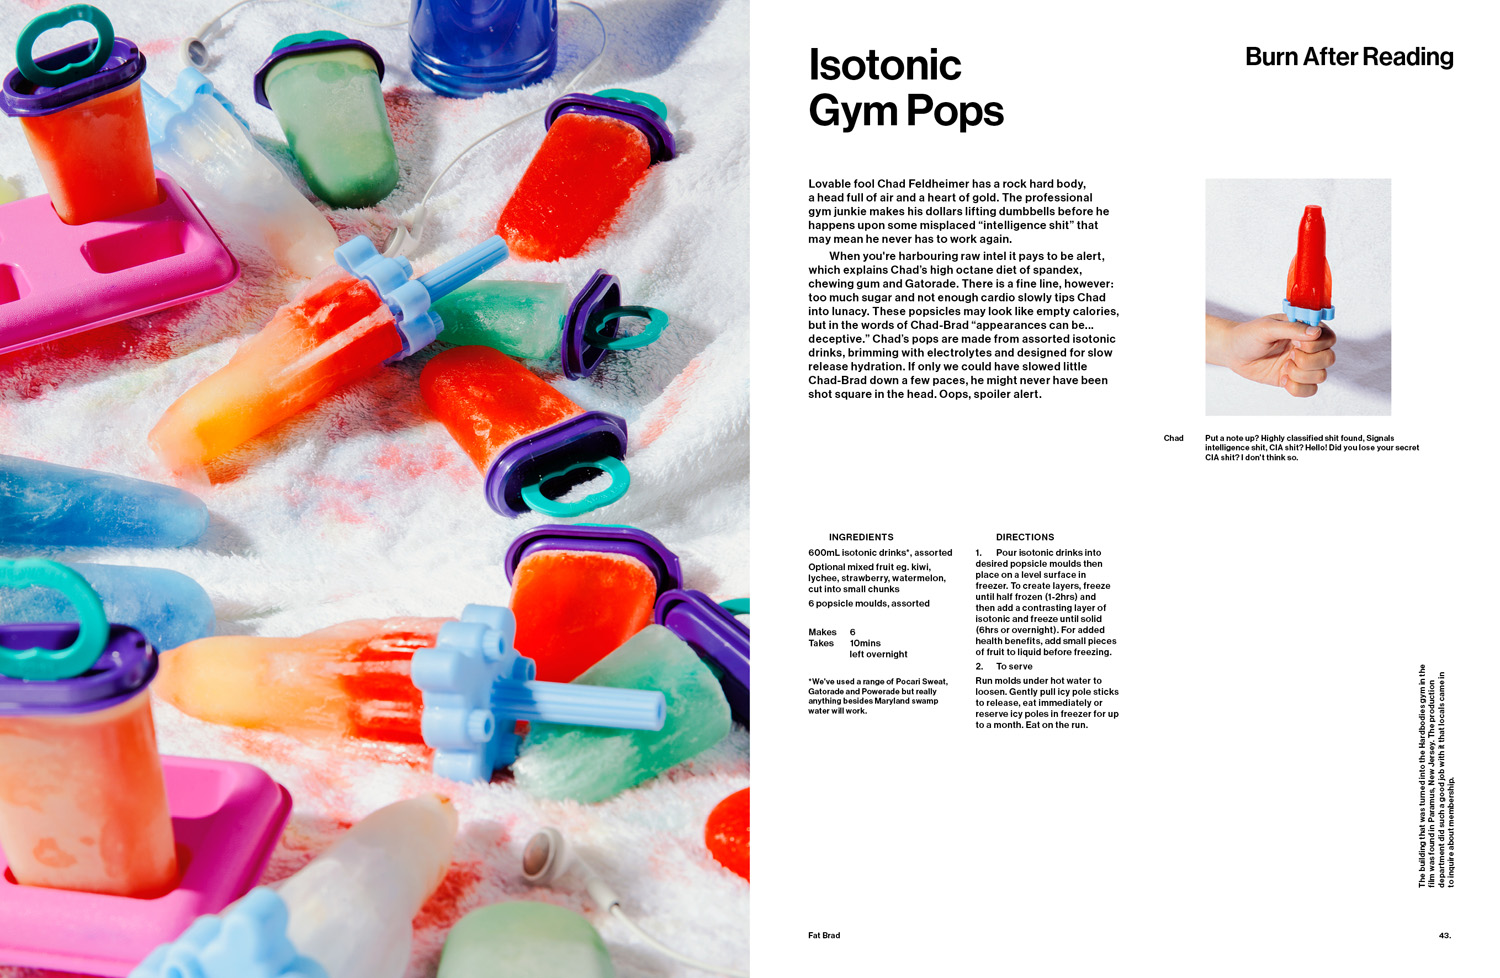 Isotonic
Gym Pops
Burn After Reading
Lovable fool Chad Feldheimer has a rock hard body,
a head full of air and a heart of gold. The professional
gym junkie makes his dollars lifting dumbbells before he
happens upon some misplaced “intelligence shit” that
may mean he never has to work again.
When you're harbouring raw intel it pays to be alert,
which explains Chad’s high octane diet of spandex,
chewing gum and Gatorade. There is a fine line, however:
too much sugar and not enough cardio slowly tips Chad
into lunacy. These popsicles may look like empty calories,
but in the words of Chad-Brad “appearances can be...
deceptive.” Chad’s pops are made from assorted isotonic
drinks, brimming with electrolytes and designed for slow
release hydration. If only we could have slowed little
Chad-Brad down a few paces, he might never have been
shot square in the head. Oops, spoiler alert.
Chad
Put a note up? Highly classified shit found, Signals
intelligence shit, CIA shit? Hello! Did you lose your secret
CIA shit? I don’t think so.
INGREDIENTS
600mL isotonic drinks*, assorted
Optional mixed fruit eg. kiwi,
lychee, strawberry, watermelon,
cut into small chunks
6 popsicle moulds, assorted
Makes 6
Takes 10mins
left overnight
*We’ve used a range of Pocari Sweat,
Gatorade and Powerade but really
anything besides Maryland swamp
water will work.
DIRECTIONS
1. Pour isotonic drinks into
desired popsicle moulds then
place on a level surface in
freezer. To create layers, freeze
until half frozen (1-2hrs) and
then add a contrasting layer of
isotonic and freeze until solid
(6hrs or overnight). For added
health benefits, add small pieces
of fruit to liquid before freezing.
2. To serve
Run molds under hot water to
loosen. Gently pull icy pole sticks
to release, eat immediately or
reserve icy poles in freezer for up
to a month. Eat on the run.
The building that was turned into the Hardbodies gym in the
film was found in Paramus, New Jersey. The production
department did such a good job with it that locals came in
to inquire about membership.
Fat Brad
43.